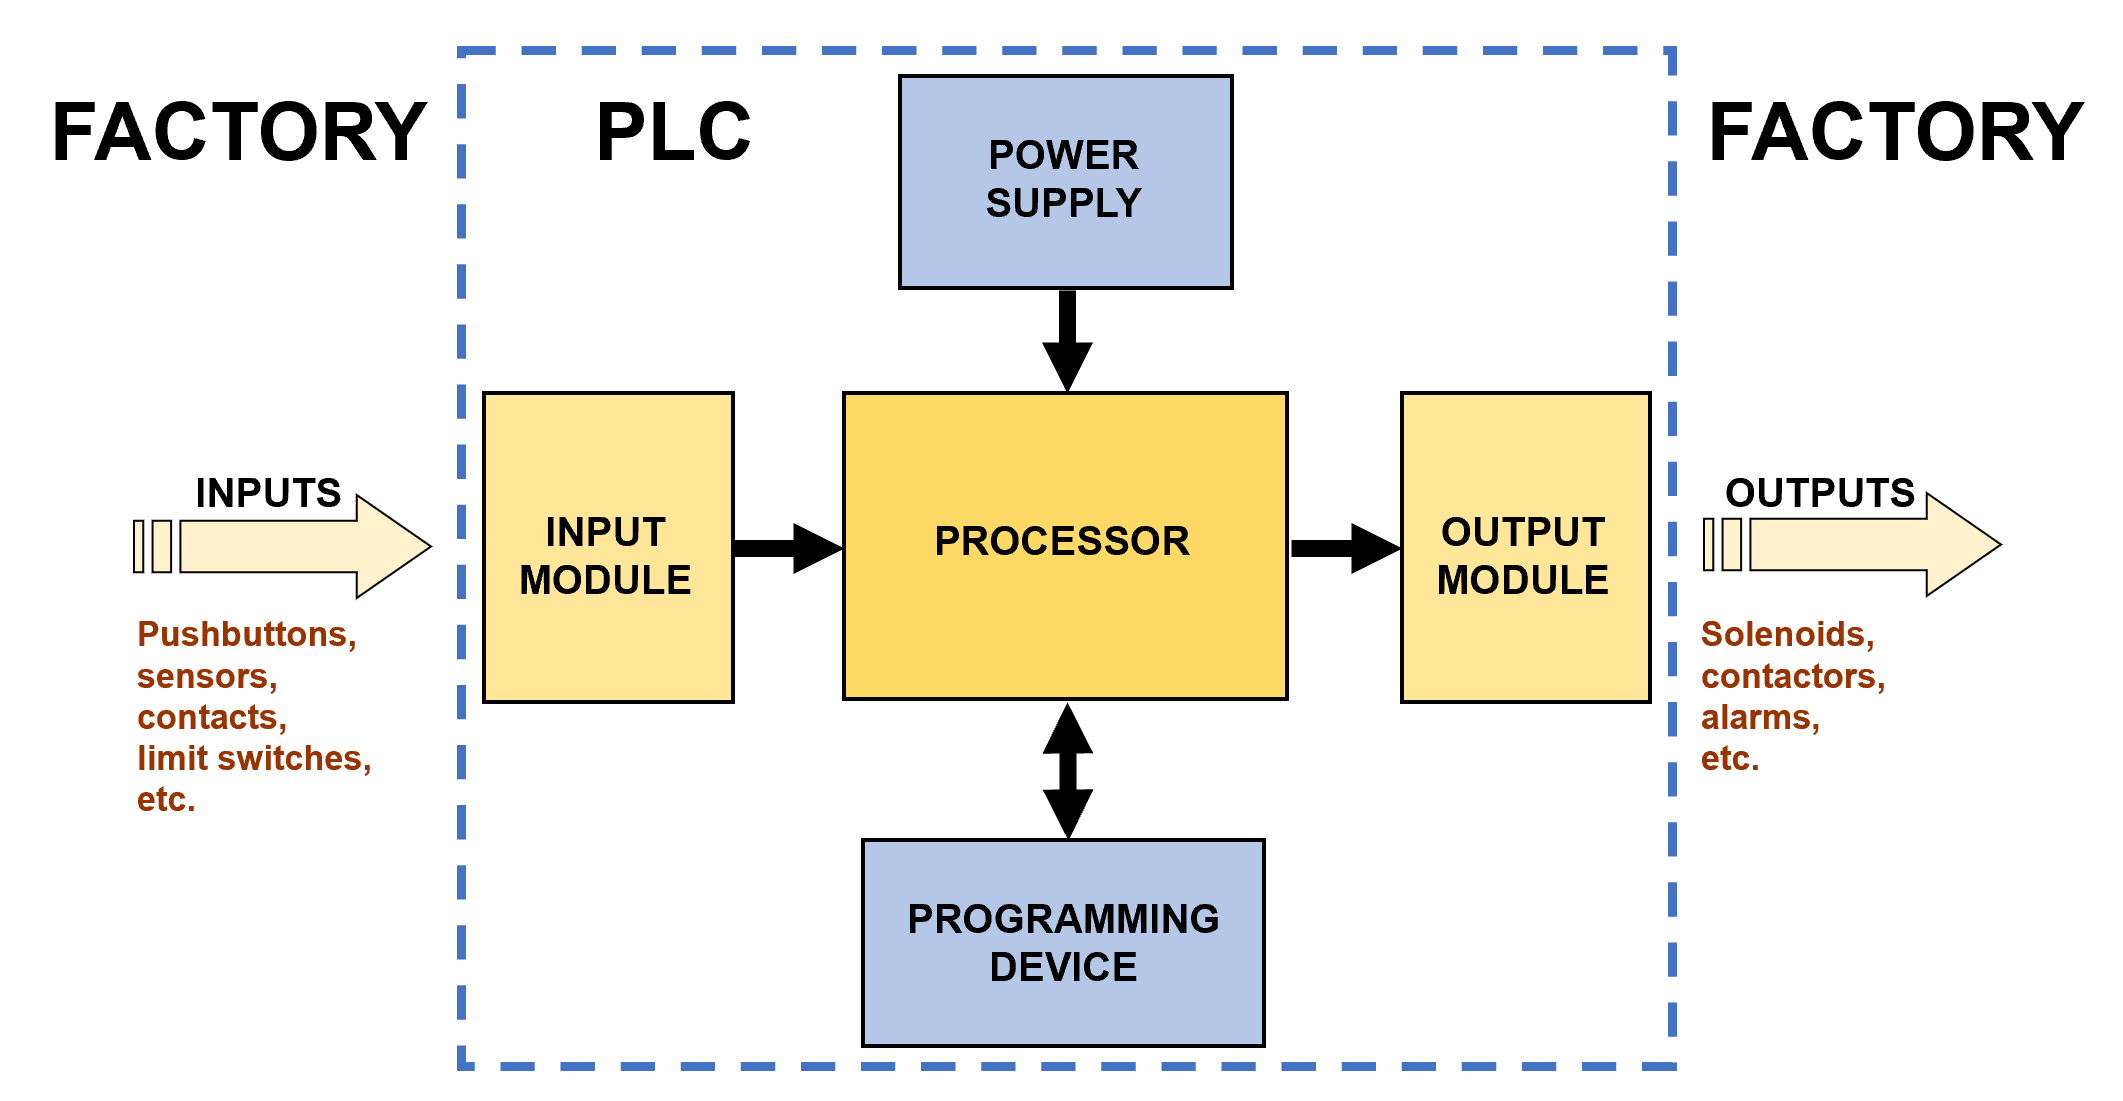 FACTORY
PLC
FACTORY
POWER
SUPPLY
INPUTS
Pushbuttons,
sensors,
contacts,
limit switches,
etc.
INPUT
MODULE
PROCESSOR
OUTPUT
MODULE
OUTPUTS
Solenoids,
contactors,
alarms,
etc.
PROGRAMMING
DEVICE